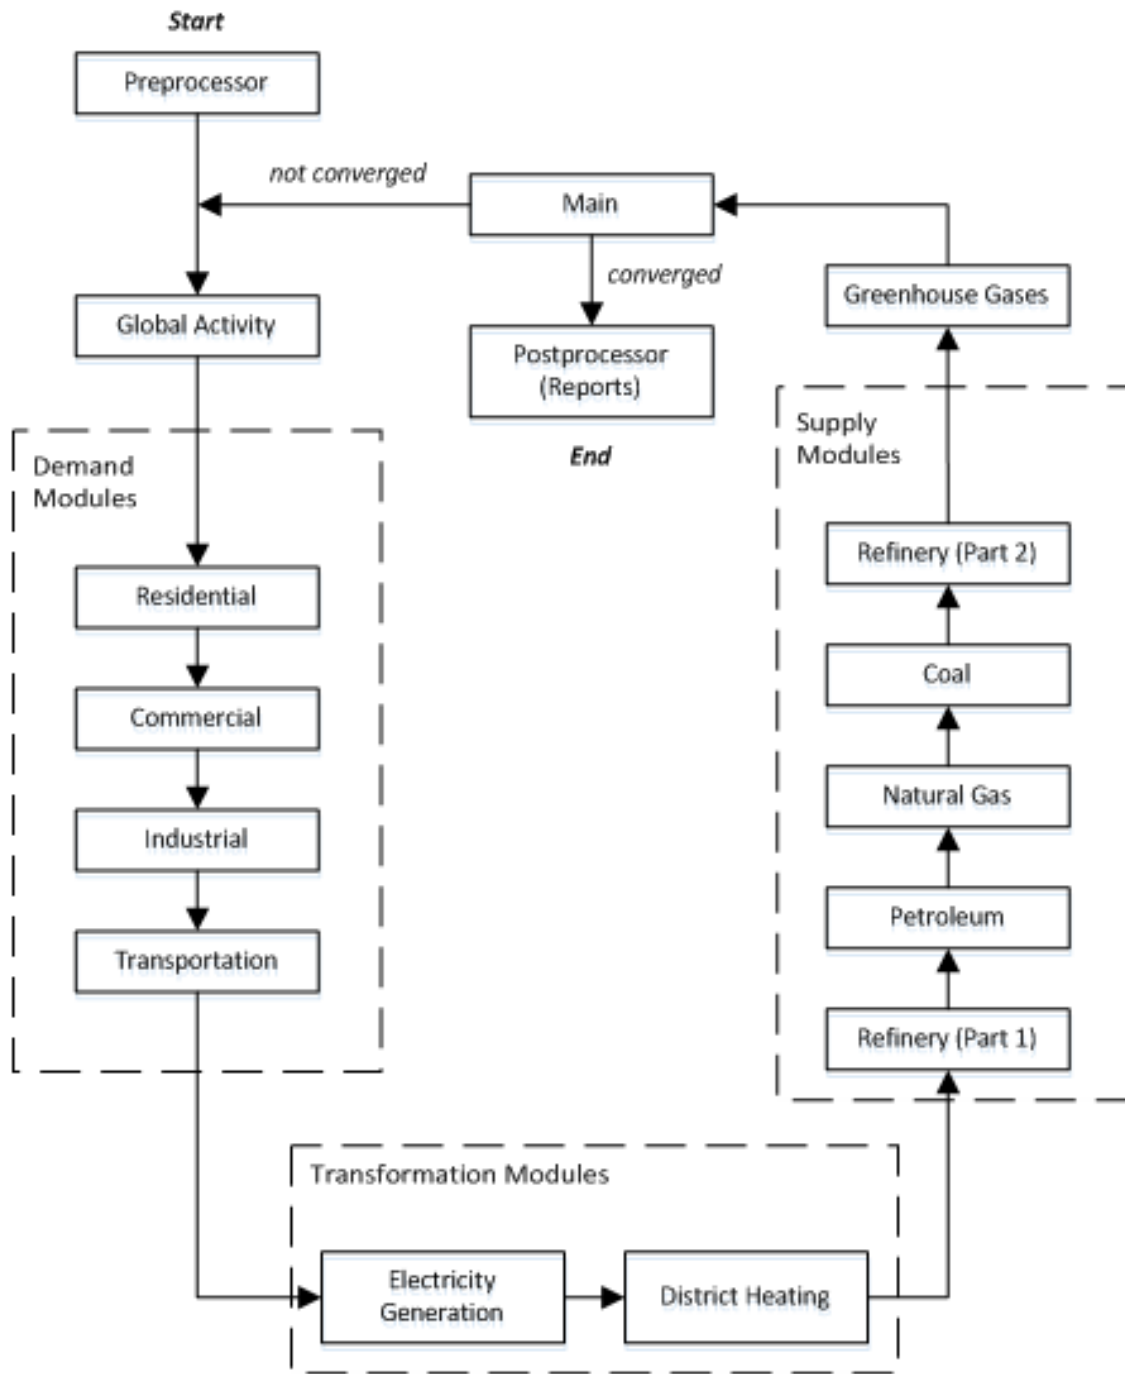 Start
Preprocessor
not converged
Main
converged
Greenhouse Gases
Global Activity
Postprocessor
(Reports)
End
Demand
Modules
Residential
Commercial
Industrial
Transportation
Transformation Modules
Electricity
Generation
District Heating
Supply
Modules
Refinery (Part 2)
Coal
Natural Gas
Petroleum
Refinery (Part 1)